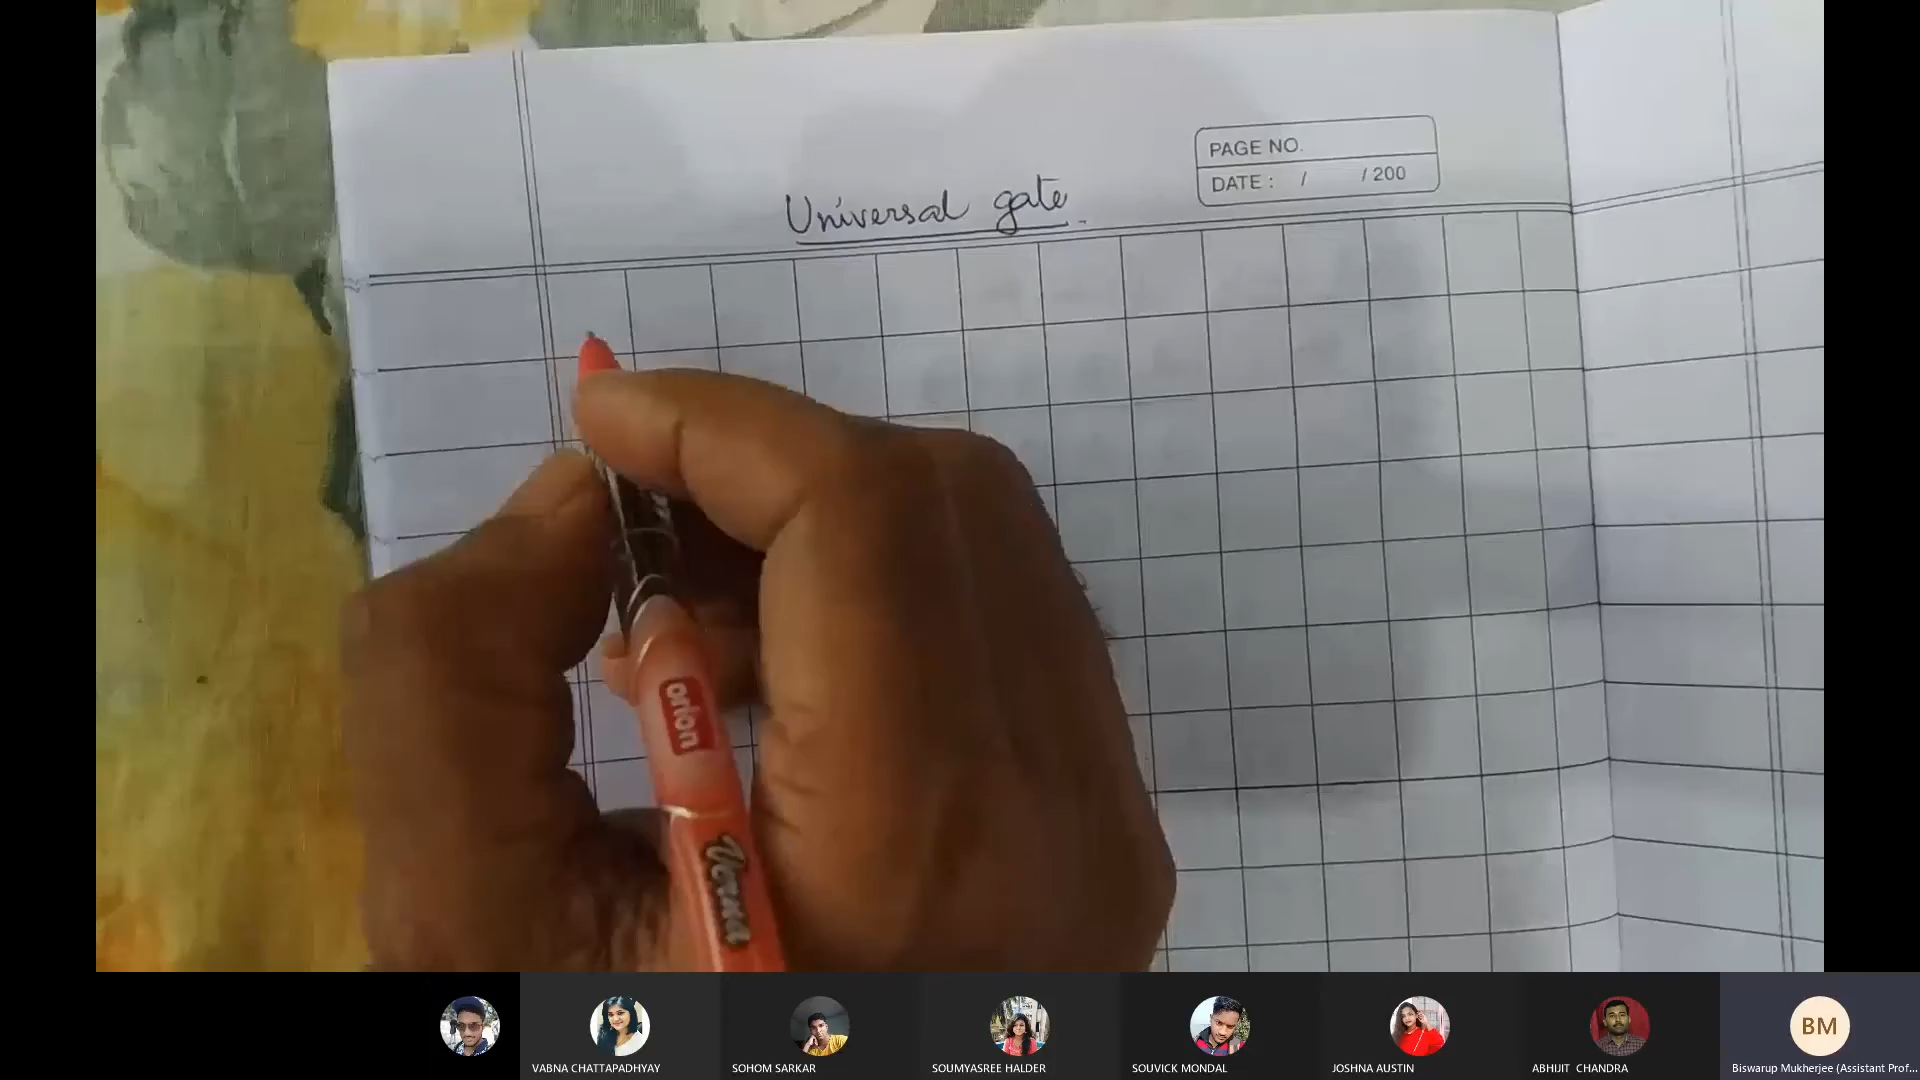 PAGE NO.
DATE : / / 200
Universal gate.
orion
Verna
VABNA CHATTAPADHYAY
SOHOM SARKAR
SOUMYASREE HALDER
SOUVICK MONDAL
JOSHNA AUSTIN
ABHIJIT CHANDRA
BM
Biswarup Mukherjee (Assistant Prof...